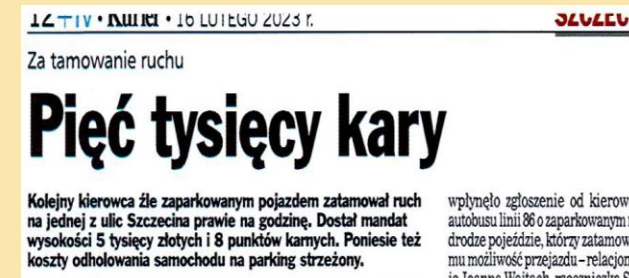 12 + IV • Kurier • 16 LUTEGO 2023 r.
Za tamowanie ruchu
Pięć tysięcy kary
Kolejny kierowca źle zaparkowanym pojazdem zatamował ruch
na jednej z ulic Szczecina prawie na godzinę. Dostał mandat
wysokości 5 tysięcy złotych i 8 punktów karnych. Poniesie też
koszty odholowania samochodu na parking strzeżony.
wpłynęło zgłoszenie od kierow
autobusu linii 86 o zaparkowanym
drodze pojeździe, który zatamow
mu możliwość przejazdu – relacjon